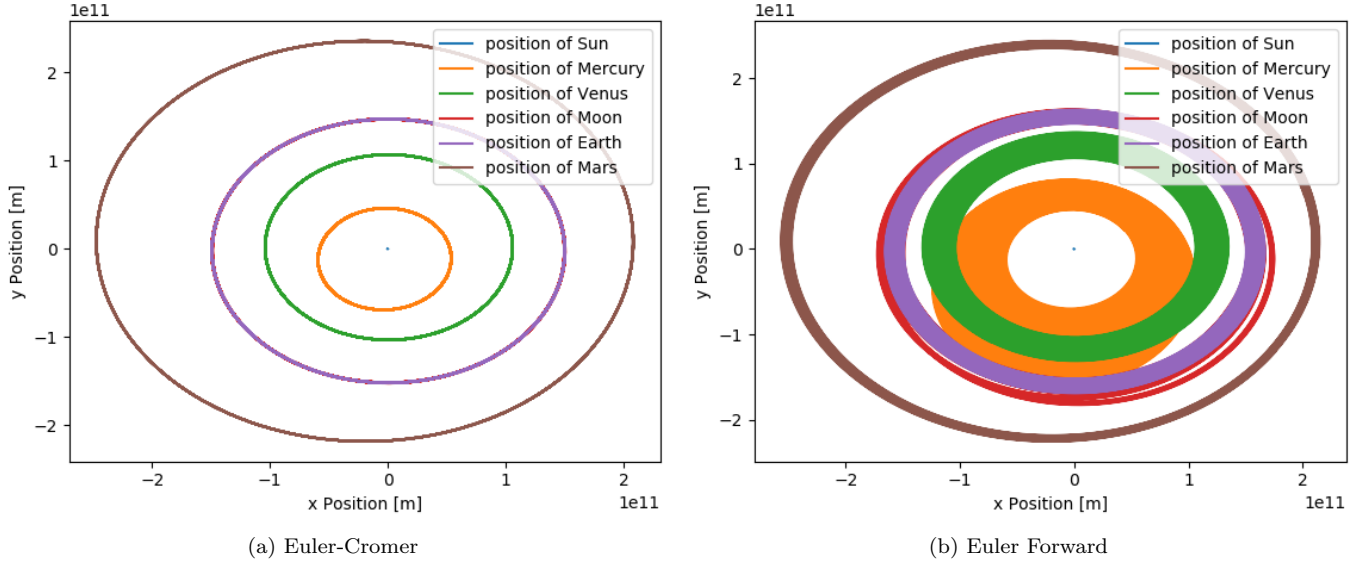 1e11
position of Sun
position of Mercury
position of Venus
position of Moon
position of Earth
position of Mars
2
1
0
−1
−2
y Position [m]
−2
−1
0
1
2
1e11
x Position [m]
(a) Euler-Cromer
1e11
position of Sun
position of Mercury
position of Venus
position of Moon
position of Earth
position of Mars
2
1
0
−1
−2
y Position [m]
−2
−1
0
1
2
1e11
x Position [m]
(b) Euler Forward